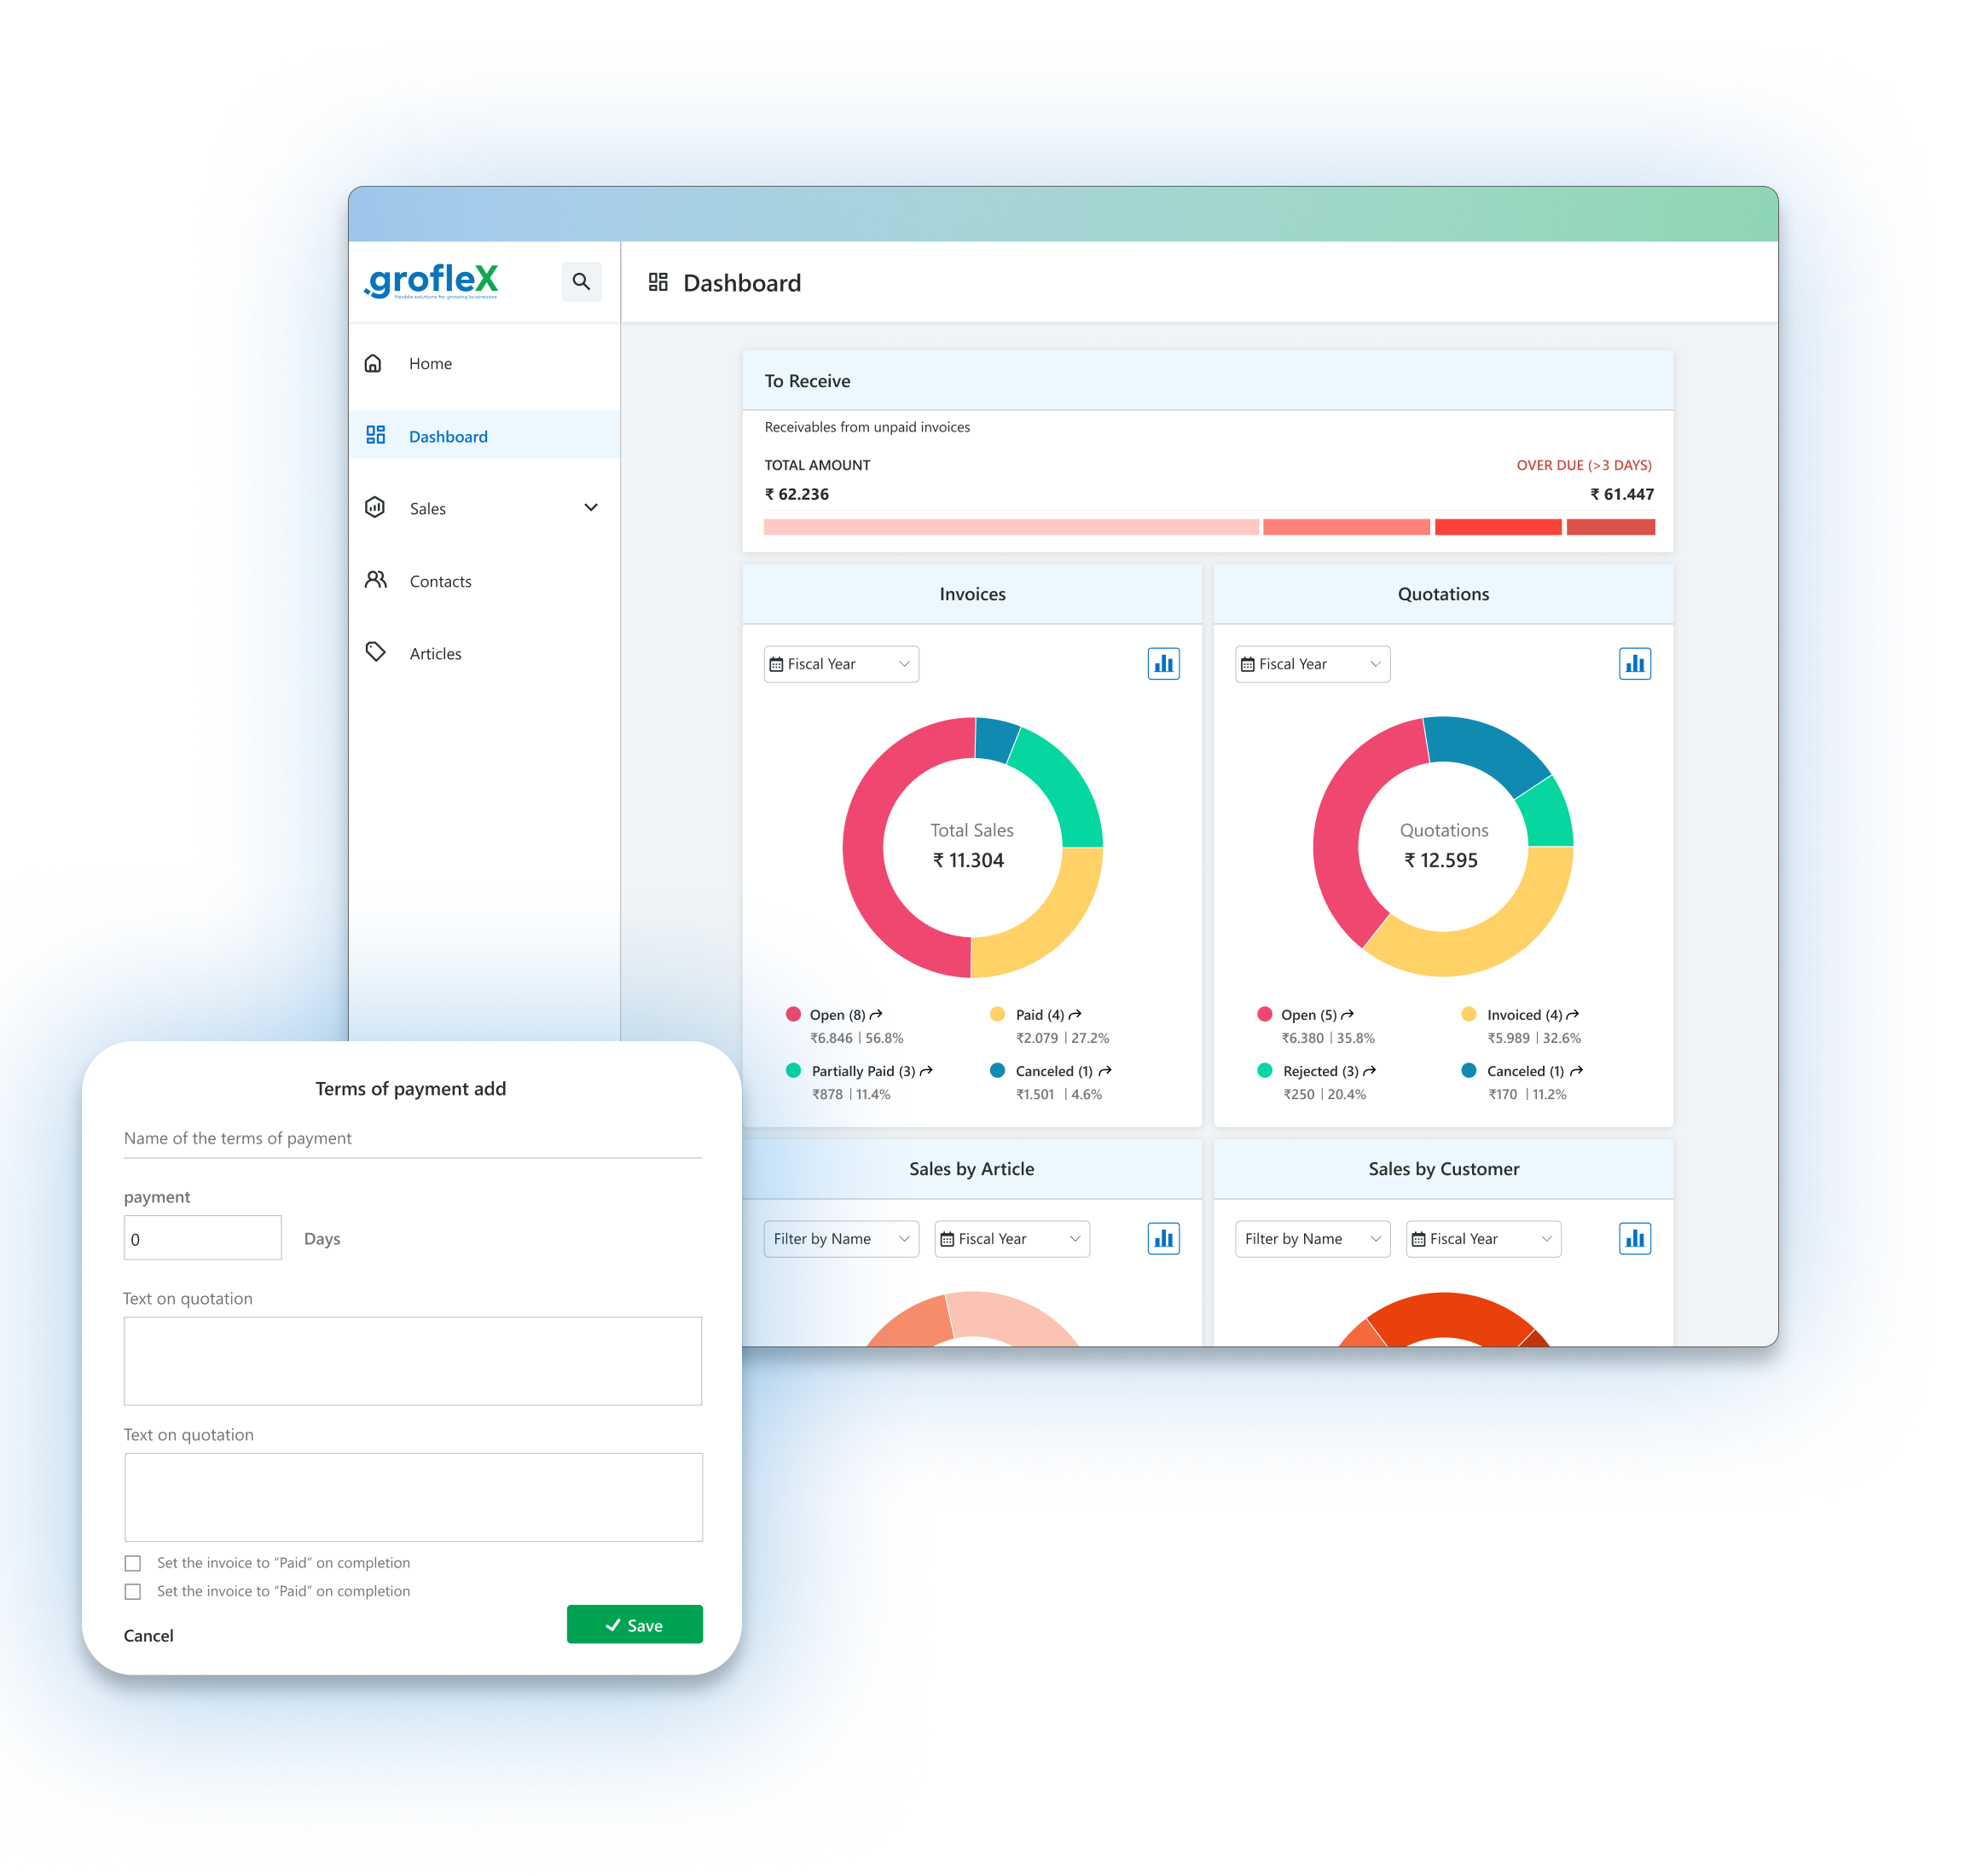 .grofleX
flexible solutions for growing businesses
Dashboard
Home
Dashboard
Sales
Contacts
Articles
To Receive
Receivables from unpaid invoices
TOTAL AMOUNT OVER DUE (>3 DAYS)
₹ 62.236 ₹ 61.447
Invoices
Fiscal Year
Total Sales
₹ 11.304
Open (8) Paid (4)
₹6.846 | 56.8% ₹2.079 | 27.2%
Partially Paid (3) Canceled (1)
₹878 | 11.4% ₹1.501 | 4.6%
Quotations
Fiscal Year
Quotations
₹ 12.595
Open (5) Invoiced (4)
₹6.380 | 35.8% ₹5.989 | 32.6%
Rejected (3) Canceled (1)
₹250 | 20.4% ₹170 | 11.2%
Sales by Article
Filter by Name Fiscal Year
Sales by Customer
Filter by Name Fiscal Year
Terms of payment add
Name of the terms of payment
payment
0 Days
Text on quotation
Text on quotation
Set the invoice to “Paid” on completion
Set the invoice to “Paid” on completion
Cancel Save